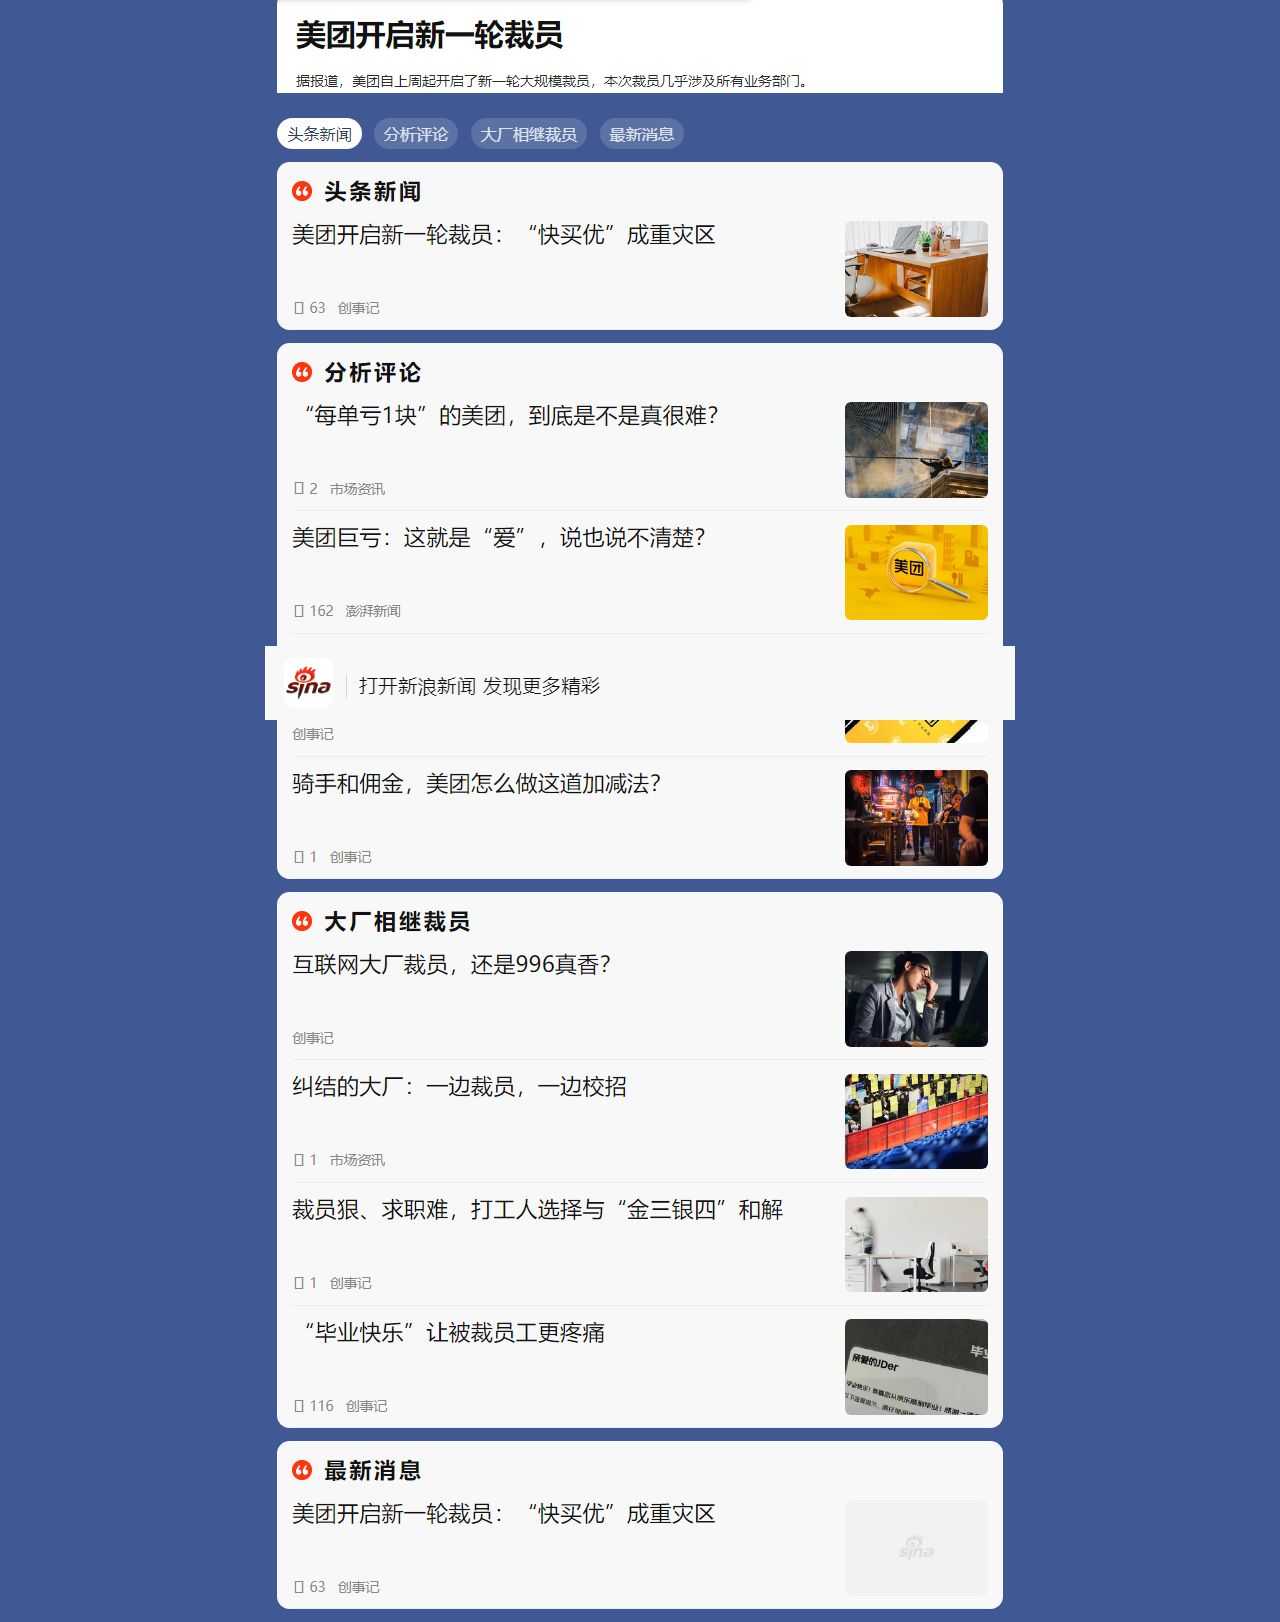 美团开启新一轮裁员
据报道，美团自上周起开启了新一轮大规模裁员，本次裁员几乎涉及所有业务部门。
头条新闻 分析评论 大厂相继裁员 最新消息
头条新闻
美团开启新一轮裁员：“快买优”成重灾区
63 创事记
分析评论
“每单亏1块”的美团，到底是不是真很难？
2 市场资讯
美团巨亏：这就是“爱”，说也说不清楚？
美团
162 澎湃新闻
sina 打开新浪新闻 发现更多精彩
创事记
骑手和佣金，美团怎么做这道加减法？
1 创事记
大厂相继裁员
互联网大厂裁员，还是996真香？
创事记
纠结的大厂：一边裁员，一边校招
1 市场资讯
裁员狠、求职难，打工人选择与“金三银四”和解
1 创事记
“毕业快乐”让被裁员工更疼痛
亲爱的JDer
116 创事记
最新消息
美团开启新一轮裁员：“快买优”成重灾区
sina
63 创事记